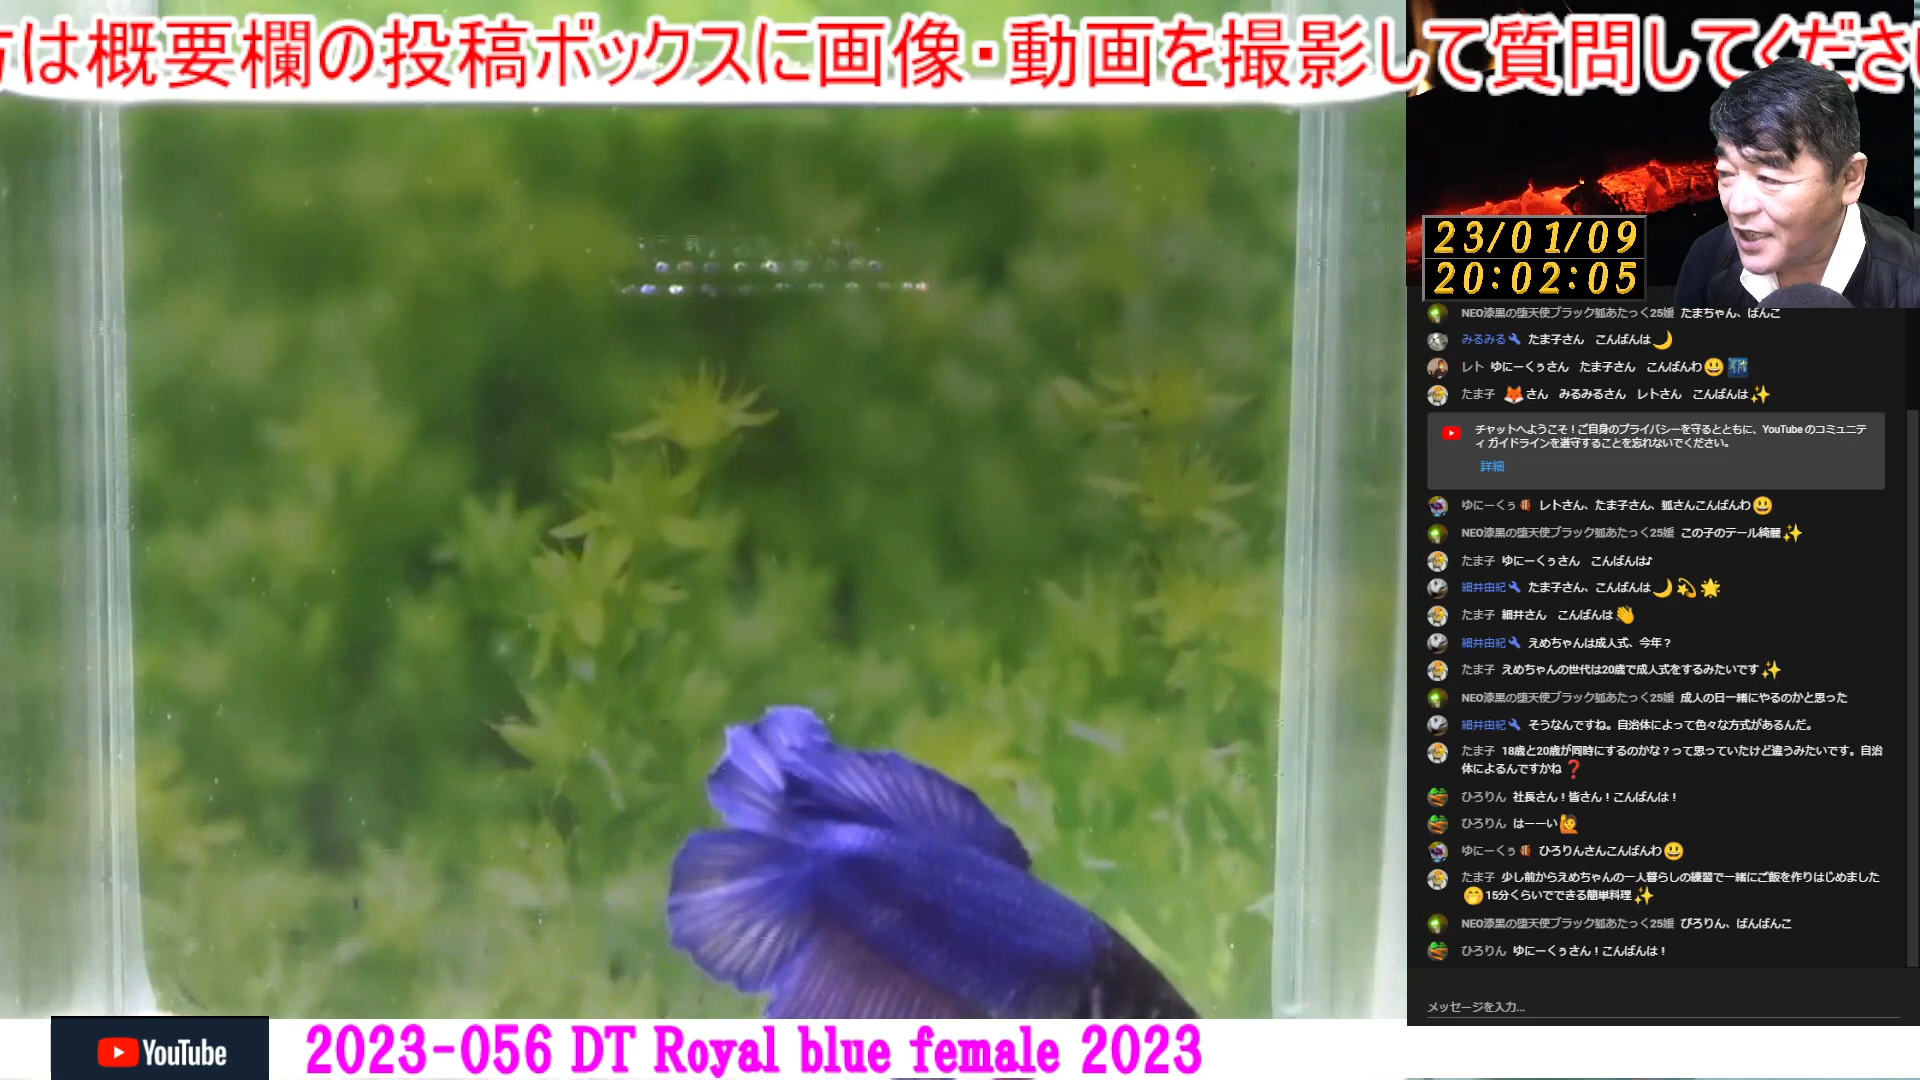 は概要欄の投稿ボックスに画像・動画を撮影して質問してくださ
23/01/09
20:02:05
NEO漆黒の堕天使ブラック狐あたっく25媛 たまちゃん、ばんこ
みるみる たま子さん こんばんは🌙
レト ゆにーくぅさん たま子さん こんばんわ😃🌃
たま子 🦊さん みるみるさん レトさん こんばんは✨
チャットへようこそ！ご自身のプライバシーを守るとともに、YouTube のコミュニテ
ィ ガイドラインを遵守することを忘れないでください。
詳細
ゆにーくぅ レトさん、たま子さん、狐さんこんばんわ😃
NEO漆黒の堕天使ブラック狐あたっく25媛 この子のテール綺麗✨
たま子 ゆにーくぅさん こんばんは♪
細井由紀 たま子さん、こんばんは🌙💫🌟
たま子 細井さん こんばんは👋
細井由紀 えめちゃんは成人式、今年？
たま子 えめちゃんの世代は20歳で成人式をするみたいです✨
NEO漆黒の堕天使ブラック狐あたっく25媛 成人の日一緒にやるのかと思った
細井由紀 そうなんですね。自治体によって色々な方式があるんだ。
たま子 18歳と20歳が同時にするのかな？って思っていたけど違うみたいです。自治
体によるんですかね❓
ひろりん 社長さん！皆さん！こんばんは！
ひろりん はーーい🙋
ゆにーくぅ ひろりんさんこんばんわ😃
たま子 少し前からえめちゃんの一人暮らしの練習で一緒にご飯を作りはじめました
🤭15分くらいでできる簡単料理✨
NEO漆黒の堕天使ブラック狐あたっく25媛 ぴろりん、ばんばんこ
ひろりん ゆにーくぅさん！こんばんは！
メッセージを入力...
YouTube
2023-056 DT Royal blue female 2023